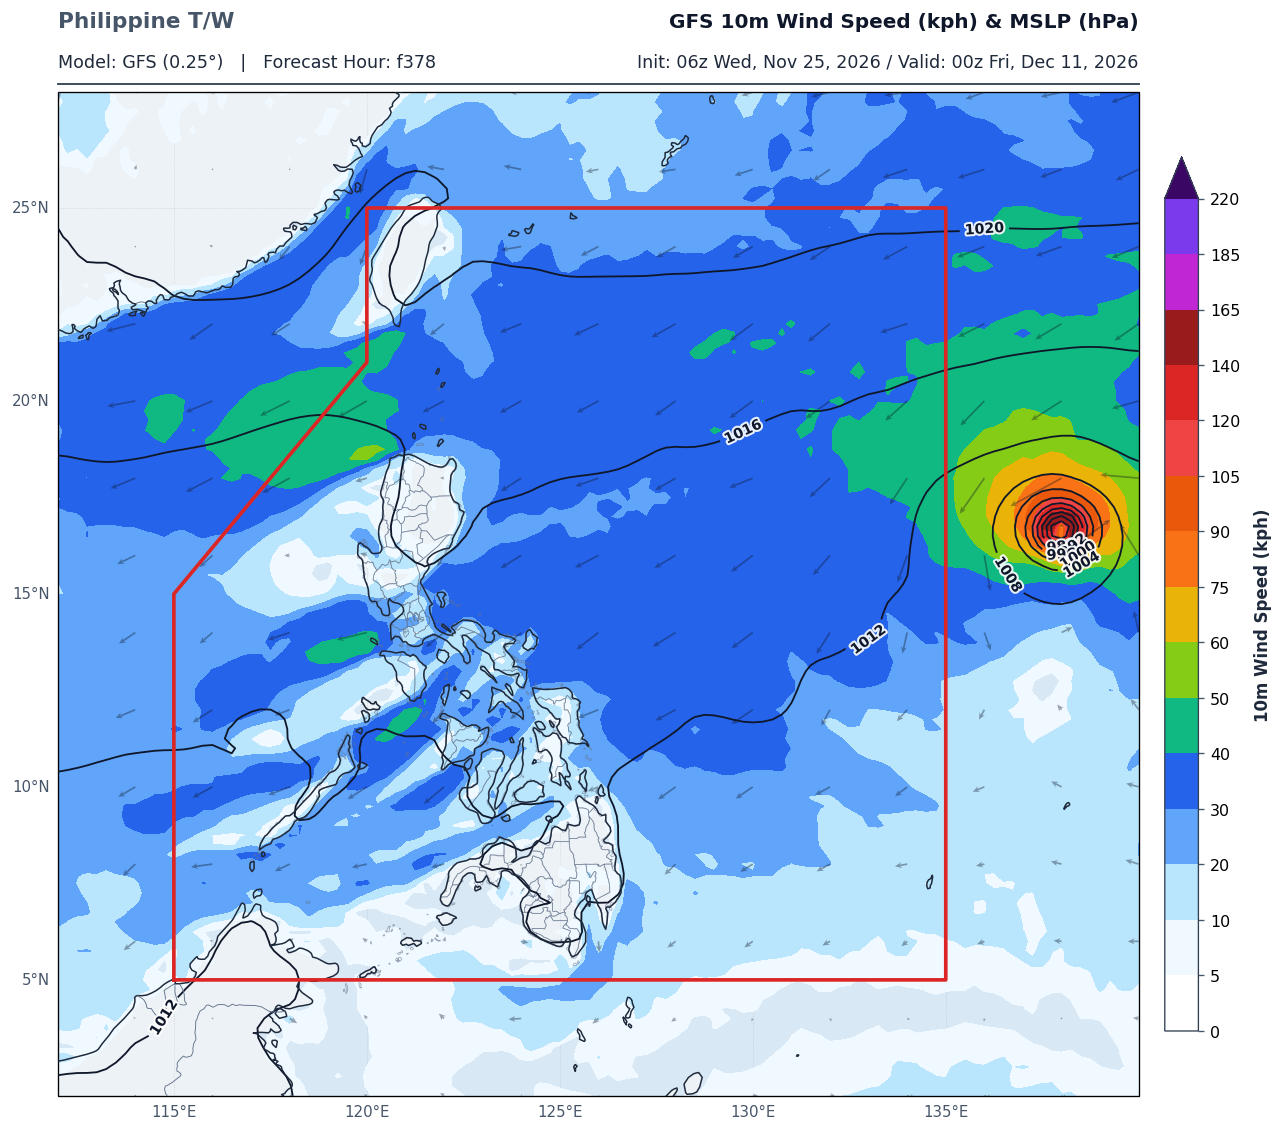 Philippine T/W
GFS 10m Wind Speed (kph) & MSLP (hPa)
Model: GFS (0.25°) | Forecast Hour: f378
Init: 06z Wed, Nov 25, 2026 / Valid: 00z Fri, Dec 11, 2026
25°N
20°N
15°N
10°N
5°N
115°E
120°E
125°E
130°E
135°E
1020
1016
1012
1008
1004
1000
1012
220
185
165
140
120
105
90
75
60
50
40
30
20
10
5
0
10m Wind Speed (kph)